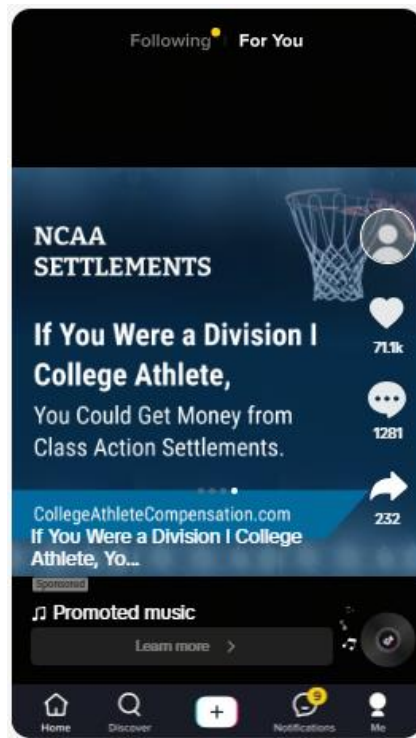 Following For You
NCAA
SETTLEMENTS
If You Were a Division I
College Athlete,
You Could Get Money from
Class Action Settlements.
71.1k
1281
232
CollegeAthleteCompensation.com
If You Were a Division I College
Athlete, Yo...
Sponsored
♫ Promoted music
Learn more >
9
Home Discover Notifications Me